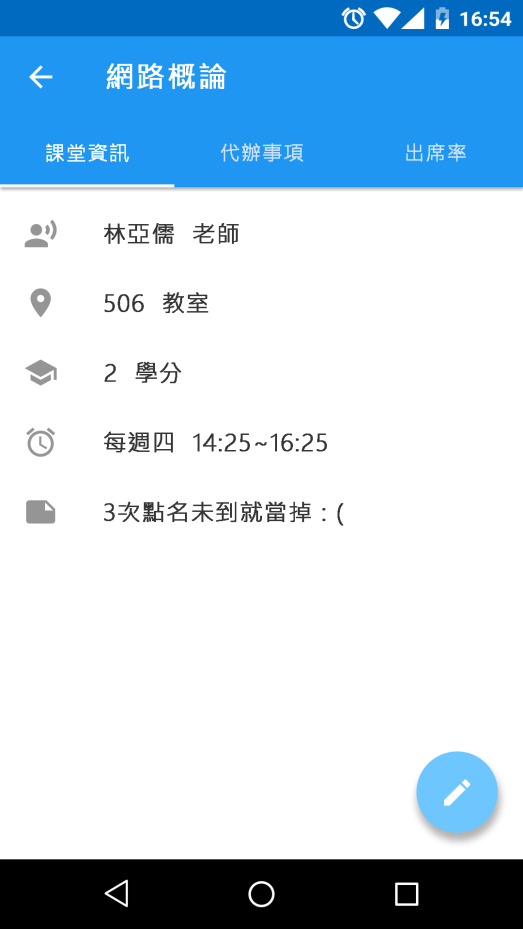 16:54
網路概論
課堂資訊 代辦事項 出席率
林亞儒 老師
506 教室
2 學分
每週四 14:25~16:25
3次點名未到就當掉：(